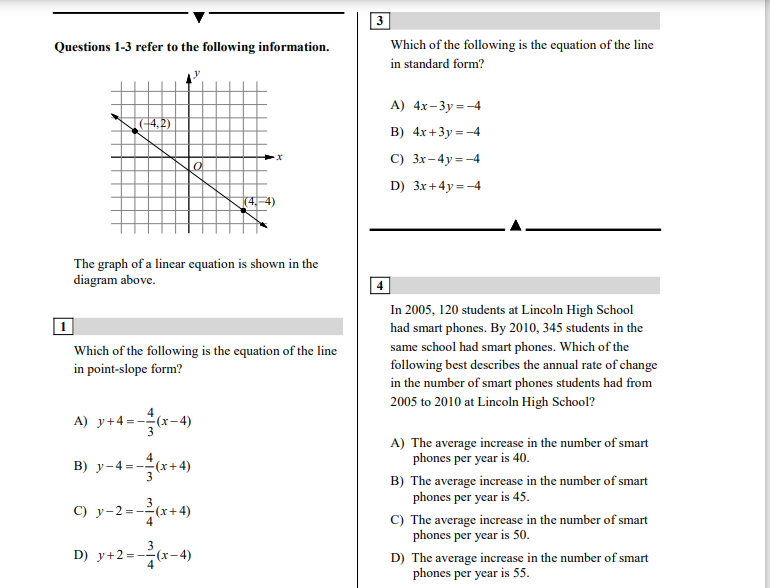 Questions 1-3 refer to the following information.
y
(−4,2)
x
O
(4,−4)
The graph of a linear equation is shown in the
diagram above.
1
Which of the following is the equation of the line
in point-slope form?
A) y+4=−4/3(x−4)
B) y−4=−4/3(x+4)
C) y−2=−3/4(x+4)
D) y+2=−3/4(x−4)
3
Which of the following is the equation of the line
in standard form?
A) 4x−3y=−4
B) 4x+3y=−4
C) 3x−4y=−4
D) 3x+4y=−4
4
In 2005, 120 students at Lincoln High School
had smart phones. By 2010, 345 students in the
same school had smart phones. Which of the
following best describes the annual rate of change
in the number of smart phones students had from
2005 to 2010 at Lincoln High School?
A) The average increase in the number of smart
phones per year is 40.
B) The average increase in the number of smart
phones per year is 45.
C) The average increase in the number of smart
phones per year is 50.
D) The average increase in the number of smart
phones per year is 55.